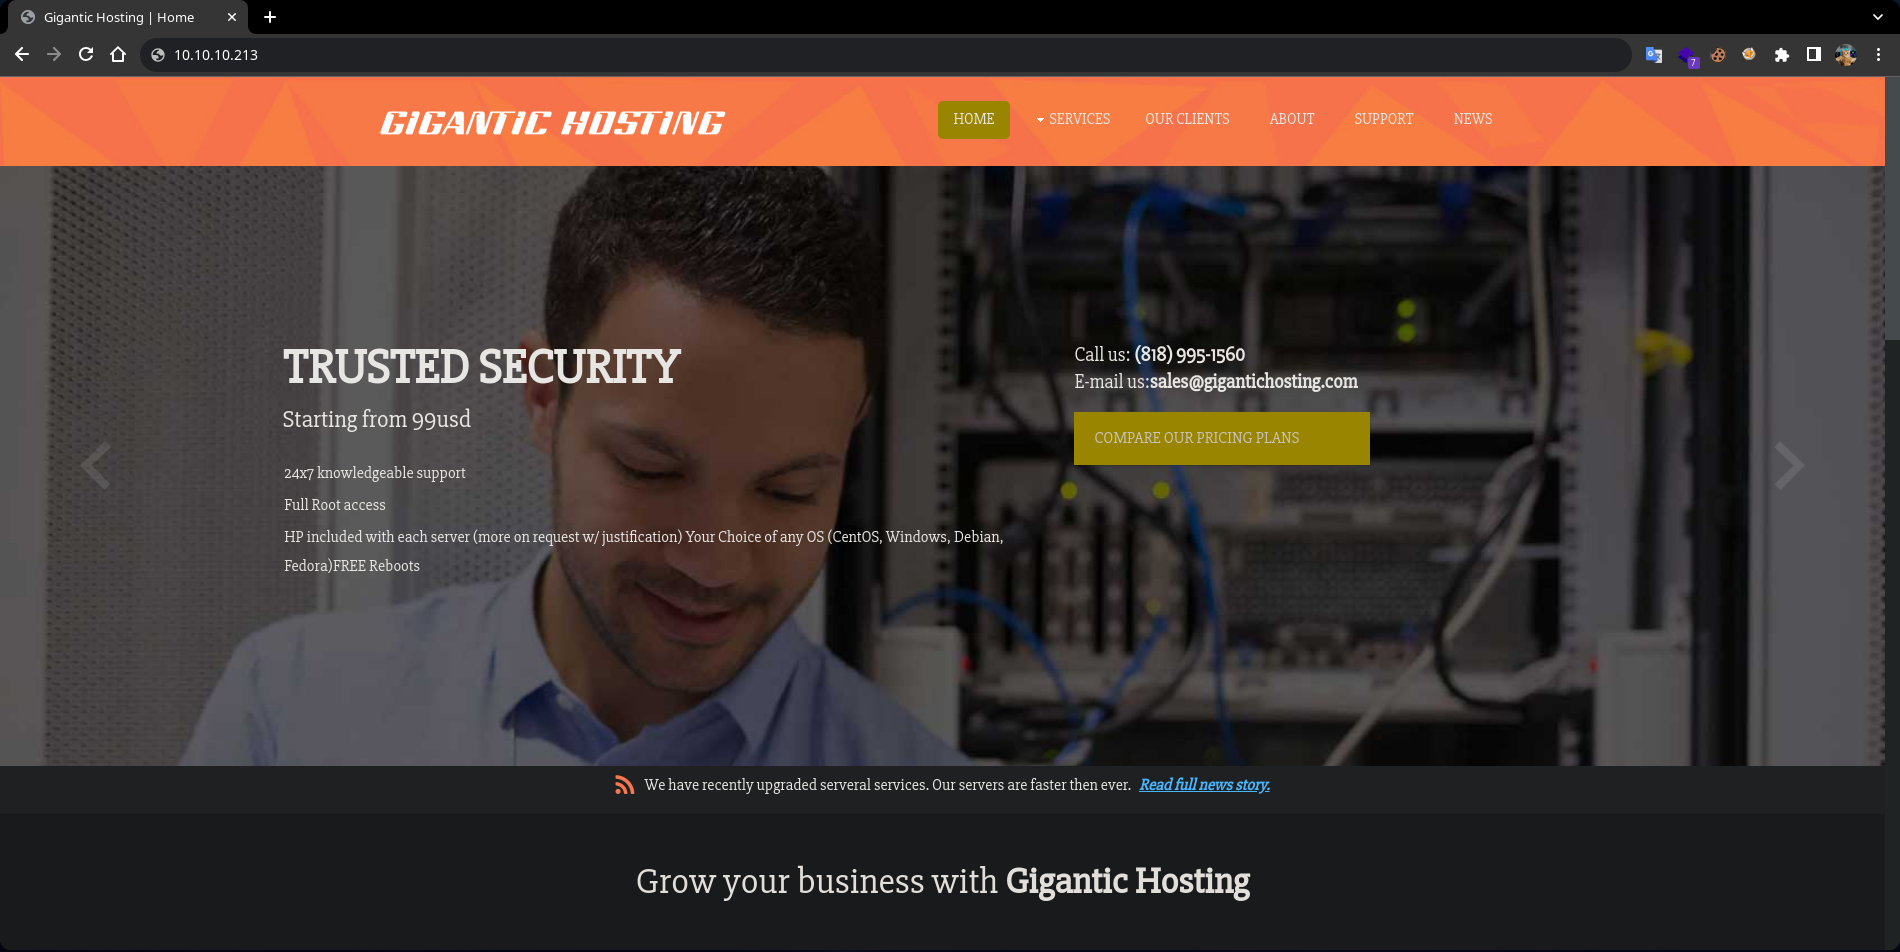 Gigantic Hosting | Home
10.10.10.213
7
GIGANTIC HOSTING
HOME
SERVICES
OUR CLIENTS
ABOUT
SUPPORT
NEWS
TRUSTED SECURITY
Starting from 99usd
24x7 knowledgeable support
Full Root access
HP included with each server (more on request w/ justification) Your Choice of any OS (CentOS, Windows, Debian,
Fedora)FREE Reboots
Call us: (818) 995-1560
E-mail us:sales@gigantichosting.com
COMPARE OUR PRICING PLANS
We have recently upgraded serveral services. Our servers are faster then ever. Read full news story.
Grow your business with Gigantic Hosting